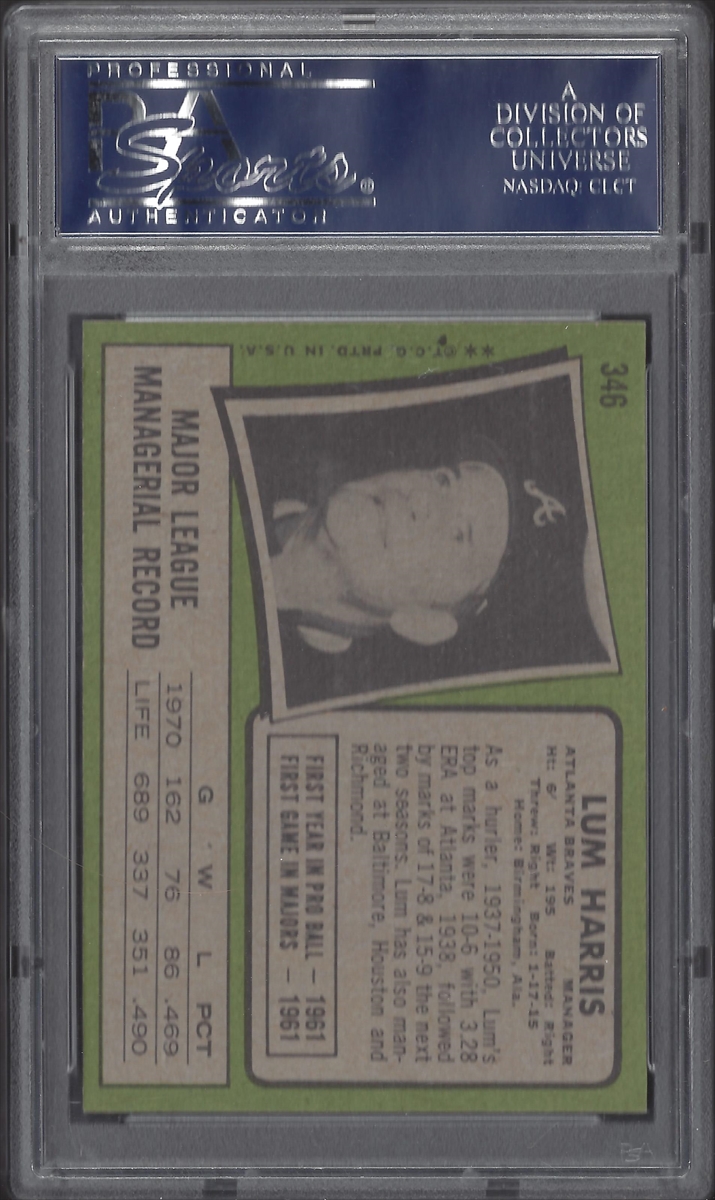 PROFESSIONAL
PSA
Sports®
AUTHENTICATOR
A
DIVISION OF
COLLECTORS
UNIVERSE
NASDAQ: CLCT
346
** ©T.C.G. PRTD. IN U.S.A.
A
LUM HARRIS
ATLANTA BRAVES MANAGER
Ht: 6' Wt: 195 Batted: Right
Threw: Right Born: 1-17-15
Home: Birmingham, Ala.
As a hurler, 1937-1950, Lum's
top marks were 10-6 with 3.28
ERA at Atlanta, 1938, followed
by marks of 17-8 & 15-9 the next
two seasons. Lum has also man-
aged at Baltimore, Houston and
Richmond.
FIRST YEAR IN PRO BALL — 1961
FIRST GAME IN MAJORS — 1961
MAJOR LEAGUE
MANAGERIAL RECORD
G W L PCT
1970 162 76 86 .469
LIFE 689 337 351 .490
PSA